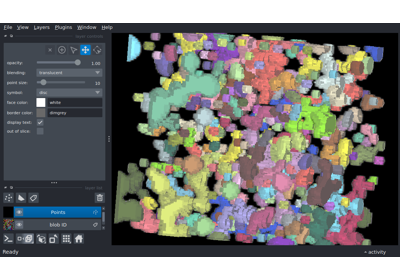 File View Layers Plugins Window Help
opacity: 1.00
blending: translucent
point size: 10
symbol: disc
face color: white
border color: dimgrey
display text:
out of slice:
Points
blob ID
Ready
activity